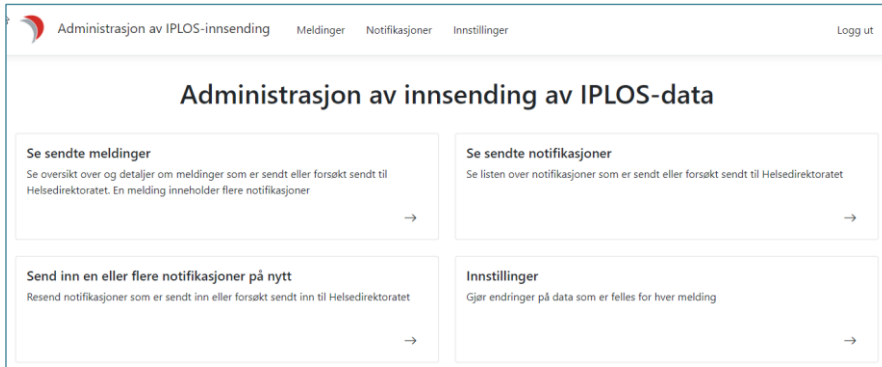 Administrasjon av IPLOS-innsending Meldinger Notifikasjoner Innstillinger Logg ut
Administrasjon av innsending av IPLOS-data
Se sendte meldinger
Se oversikt over og detaljer om meldinger som er sendt eller forsøkt sendt til
Helsedirektoratet. En melding inneholder flere notifikasjoner
→
Se sendte notifikasjoner
Se listen over notifikasjoner som er sendt eller forsøkt sendt til Helsedirektoratet
→
Send inn en eller flere notifikasjoner på nytt
Resend notifikasjoner som er sendt inn eller forsøkt sendt inn til Helsedirektoratet
→
Innstillinger
Gjør endringer på data som er felles for hver melding
→